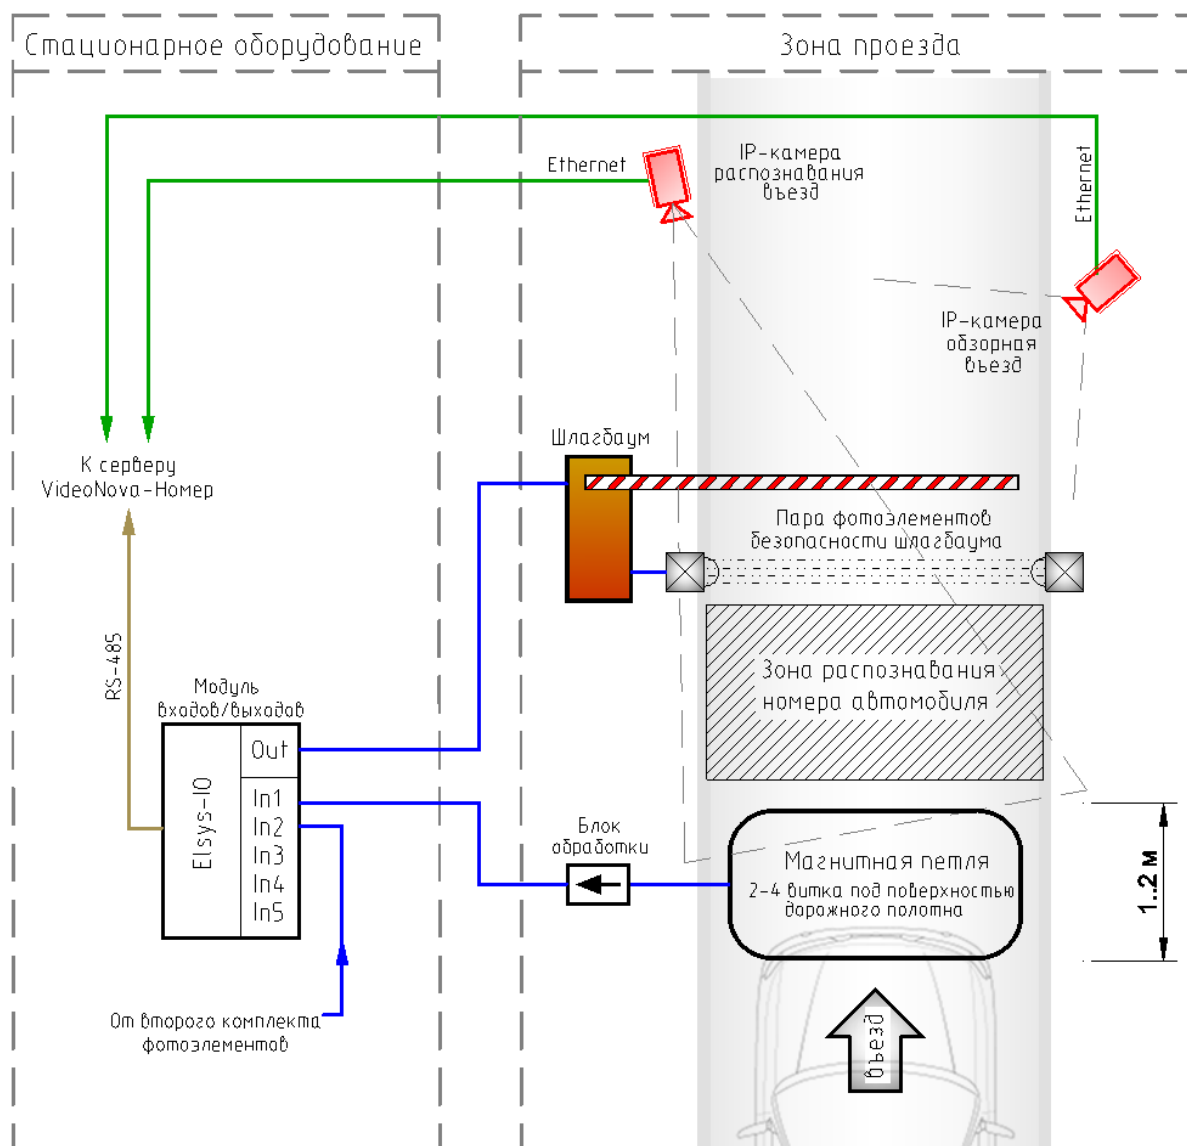 Стационарное оборудование
Зона проезда
Ethernet
IP-камера
распознавания
въезд
Ethernet
IP-камера
обзорная
въезд
Шлагбаум
К серверу
VideoNova-Номер
Пара фотоэлементов
безопасности шлагбаума
RS-485
Зона распознавания
номера автомобиля
Модуль
входов/выходов
Elsys-IO
Out
In1
In2
In3
In4
In5
Блок
обработки
Магнитная петля
2-4 витка под поверхностью
дорожного полотна
1..2 м
От второго комплекта
фотоэлементов
въезд